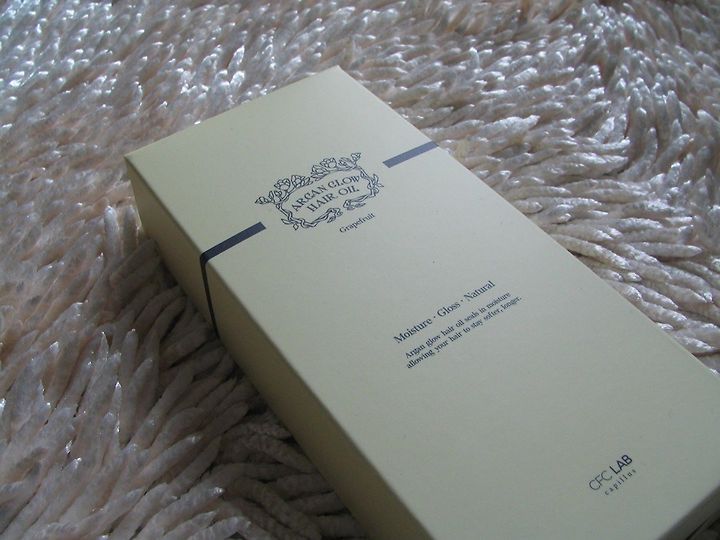 ARGAN GLOW
HAIR OIL
Grapefruit
Moisture · Gloss · Natural
Argan glow hair oil seals in moisture
allowing your hair to stay softer, longer.
CFC LAB
capillus